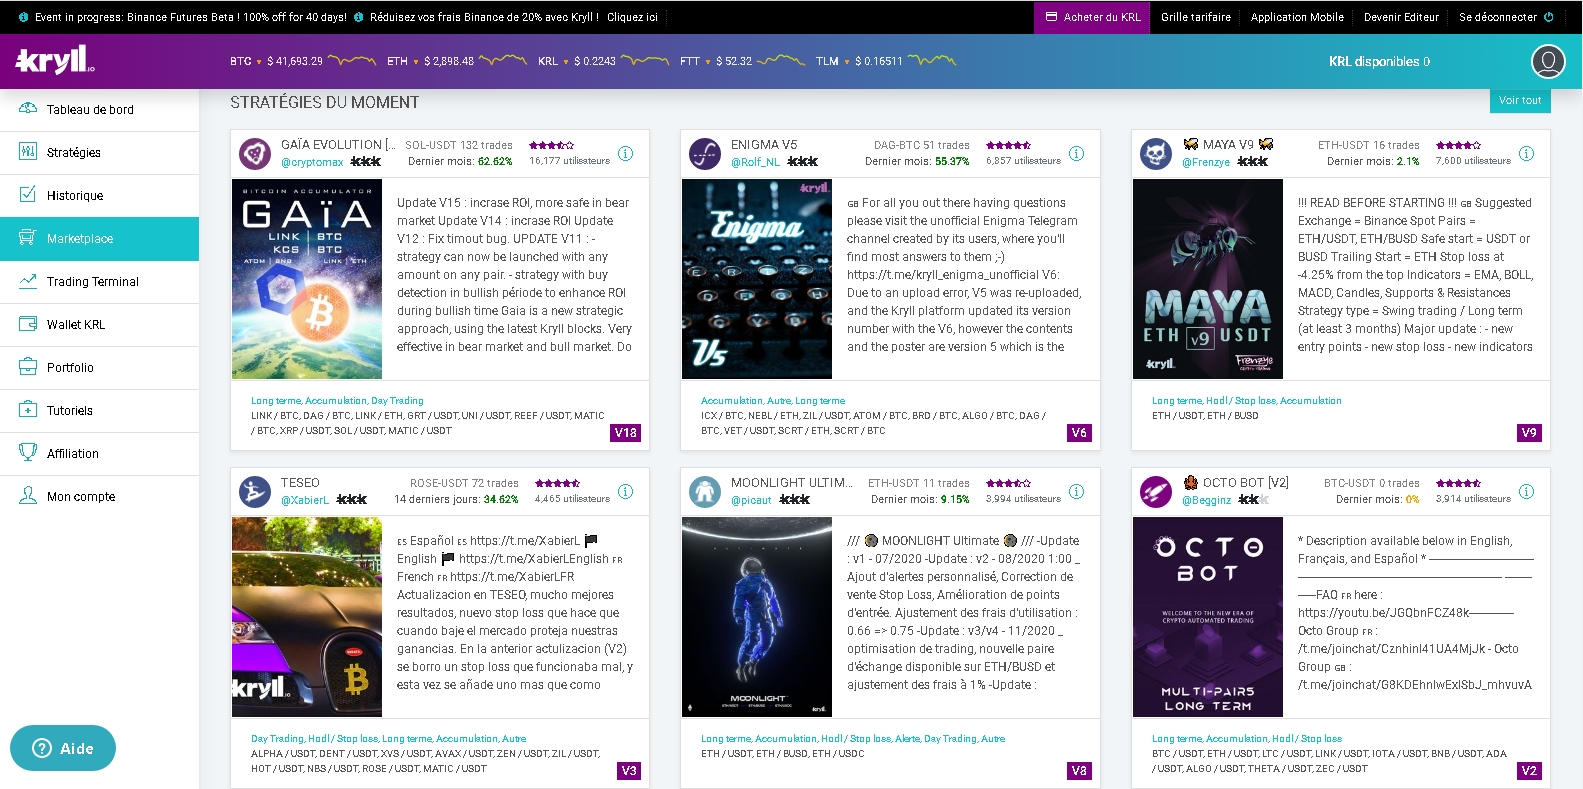 Event in progress: Binance Futures Beta ! 100% off for 40 days! Réduisez vos frais Binance de 20% avec Kryll ! Cliquez ici
Acheter du KRL Grille tarifaire Application Mobile Devenir Editeur Se déconnecter
kryll.io
BTC $ 41,693.29 ETH $ 2,898.48 KRL $ 0.2243 FTT $ 52.32 TLM $ 0.16511
KRL disponibles 0
Tableau de bord
Stratégies
Historique
Marketplace
Trading Terminal
Wallet KRL
Portfolio
Tutoriels
Affiliation
Mon compte
Aide
STRATÉGIES DU MOMENT
Voir tout
GAÏA EVOLUTION [... SOL-USDT 132 trades
@cryptomax Dernier mois: 62.62% 16,177 utilisateurs
BITCOIN ACCUMULATOR
GAïA
LINK | BTC
KCS | BTC
ATOM | BNB LINK | ETH
Update V15 : incrase ROI, more safe in bear
market Update V14 : incrase ROI Update
V12 : Fix timout bug. UPDATE V11 : -
strategy can now be launched with any
amount on any pair. - strategy with buy
detection in bullish période to enhance ROI
during bullish time Gaia is a new strategic
approach, using the latest Kryll blocks. Very
effective in bear market and bull market. Do
Long terme, Accumulation, Day Trading
LINK / BTC, DAG / BTC, LINK / ETH, GRT / USDT, UNI / USDT, REEF / USDT, MATIC
/ BTC, XRP / USDT, SOL / USDT, MATIC / USDT
V18
ENIGMA V5 DAG-BTC 51 trades
@Rolf_NL Dernier mois: 55.37% 6,857 utilisateurs
kryll
Enigma
V5
GB For all you out there having questions
please visit the unofficial Enigma Telegram
channel created by its users, where you'll
find most answers to them ;-)
https://t.me/kryll_enigma_unofficial V6:
Due to an upload error, V5 was re-uploaded,
and the Kryll platform updated its version
number with the V6, however the contents
and the poster are version 5 which is the
Accumulation, Autre, Long terme
ICX / BTC, NEBL / ETH, ZIL / USDT, ATOM / BTC, BRD / BTC, ALGO / BTC, DAG /
BTC, VET / USDT, SCRT / ETH, SCRT / BTC
V6
MAYA V9 ETH-USDT 16 trades
@Frenzye Dernier mois: 2.1% 7,600 utilisateurs
MAYA
ETH v9 USDT
kryll Frenzye
!!! READ BEFORE STARTING !!! GB Suggested
Exchange = Binance Spot Pairs =
ETH/USDT, ETH/BUSD Safe start = USDT or
BUSD Trailing Start = ETH Stop loss at
-4.25% from the top Indicators = EMA, BOLL,
MACD, Candles, Supports & Resistances
Strategy type = Swing trading / Long term
(at least 3 months) Major update : - new
entry points - new stop loss - new indicators
Long terme, Hodl / Stop loss, Accumulation
ETH / USDT, ETH / BUSD
V9
TESEO ROSE-USDT 72 trades
@XabierL 14 derniers jours: 34.62% 4,465 utilisateurs
kryll.io
ES Español ES https://t.me/XabierL
English https://t.me/XabierLEnglish FR
French FR https://t.me/XabierLFR
Actualizacion en TESEO, mucho mejores
resultados, nuevo stop loss que hace que
cuando baje el mercado proteja nuestras
ganancias. En la anterior actulizacion (V2)
se borro un stop loss que funcionaba mal, y
esta vez se añade uno mas que como
Day Trading, Hodl / Stop loss, Long terme, Accumulation, Autre
ALPHA / USDT, DENT / USDT, XVS / USDT, AVAX / USDT, ZEN / USDT, ZIL / USDT,
HOT / USDT, NBS / USDT, ROSE / USDT, MATIC / USDT
V3
MOONLIGHT ULTIM... ETH-USDT 11 trades
@picaut Dernier mois: 9.15% 3,994 utilisateurs
ULTIMATE
MOONLIGHT
/// MOONLIGHT Ultimate /// -Update
: v1 - 07/2020 -Update : v2 - 08/2020 1:00 _
Ajout d'alertes personnalisé, Correction de
vente Stop Loss, Amélioration de points
d'entrée. Ajustement des frais d'utilisation :
0.66 => 0.75 -Update : v3/v4 - 11/2020 _
optimisation de trading, nouvelle paire
d'échange disponible sur ETH/BUSD et
ajustement des frais à 1% -Update :
Long terme, Accumulation, Hodl / Stop loss, Alerte, Day Trading, Autre
ETH / USDT, ETH / BUSD, ETH / USDC
V8
OCTO BOT [V2] BTC-USDT 0 trades
@Begginz Dernier mois: 0% 3,914 utilisateurs
OCTO
BOT
WELCOME TO THE NEW ERA OF
CRYPTO AUTOMATED TRADING
MULTI-PAIRS
LONG TERM
* Description available below in English,
Français, and Español * ———
———
—FAQ FR here :
https://youtu.be/JGQbnFCZ48k———
Octo Group FR :
/t.me/joinchat/CznhinI41UA4MjJk - Octo
Group GB :
/t.me/joinchat/G8KDEhnIwExISbJ_mhvuvA
Long terme, Accumulation, Hodl / Stop loss
BTC / USDT, ETH / USDT, LTC / USDT, LINK / USDT, IOTA / USDT, BNB / USDT, ADA
/ USDT, ALGO / USDT, THETA / USDT, ZEC / USDT
V2